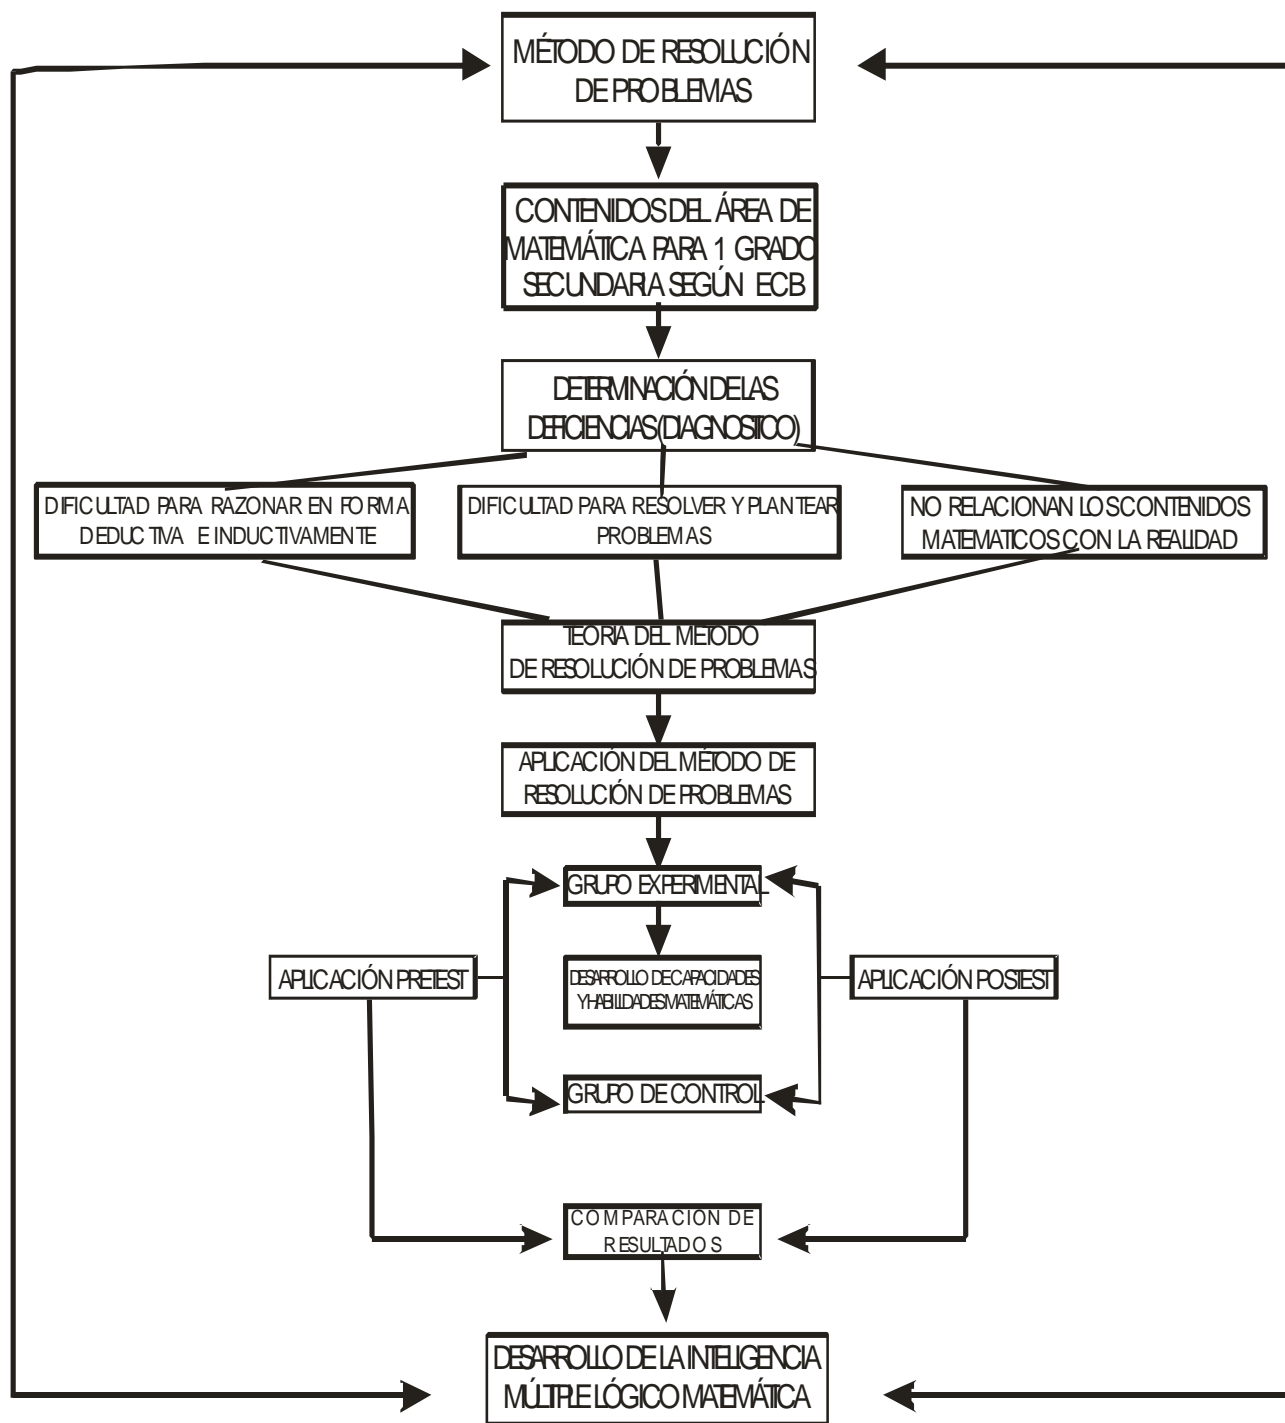 MÉTODO DE RESOLUCIÓN
DE PROBLEMAS
CONTENIDOS DEL ÁREA DE
MATEMÁTICA PARA 1 GRADO
SECUNDARIA SEGÚN ECB
DETERMINACIÓN DE LAS
DEFICIENCIAS (DIAGNOSTICO)
DIFICULTAD PARA RAZONAR EN FORMA
DEDUCTIVA E INDUCTIVAMENTE
DIFICULTAD PARA RESOLVER Y PLANTEAR
PROBLEMAS
NO RELACIONAN LOS CONTENIDOS
MATEMATICOS CON LA REALIDAD
TEORIA DEL METODO
DE RESOLUCIÓN DE PROBLEMAS
APLICACIÓN DEL MÉTODO DE
RESOLUCIÓN DE PROBLEMAS
GRUPO EXPERIMENTAL
APLICACIÓN PRETEST
DESARROLLO DE CAPACIDADES
Y HABILIDADES MATEMÁTICAS
APLICACIÓN POSTEST
GRUPO DE CONTROL
COMPARACION DE
RESULTADOS
DESARROLLO DE LA INTELIGENCIA
MÚLTIPLE LÓGICO MATEMÁTICA